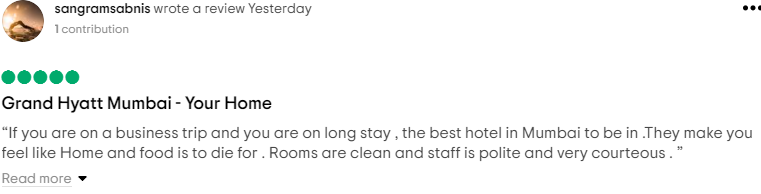 sangramsabnis wrote a review Yesterday
1 contribution
Grand Hyatt Mumbai - Your Home
“If you are on a business trip and you are on long stay , the best hotel in Mumbai to be in .They make you
feel like Home and food is to die for . Rooms are clean and staff is polite and very courteous . ”
Read more